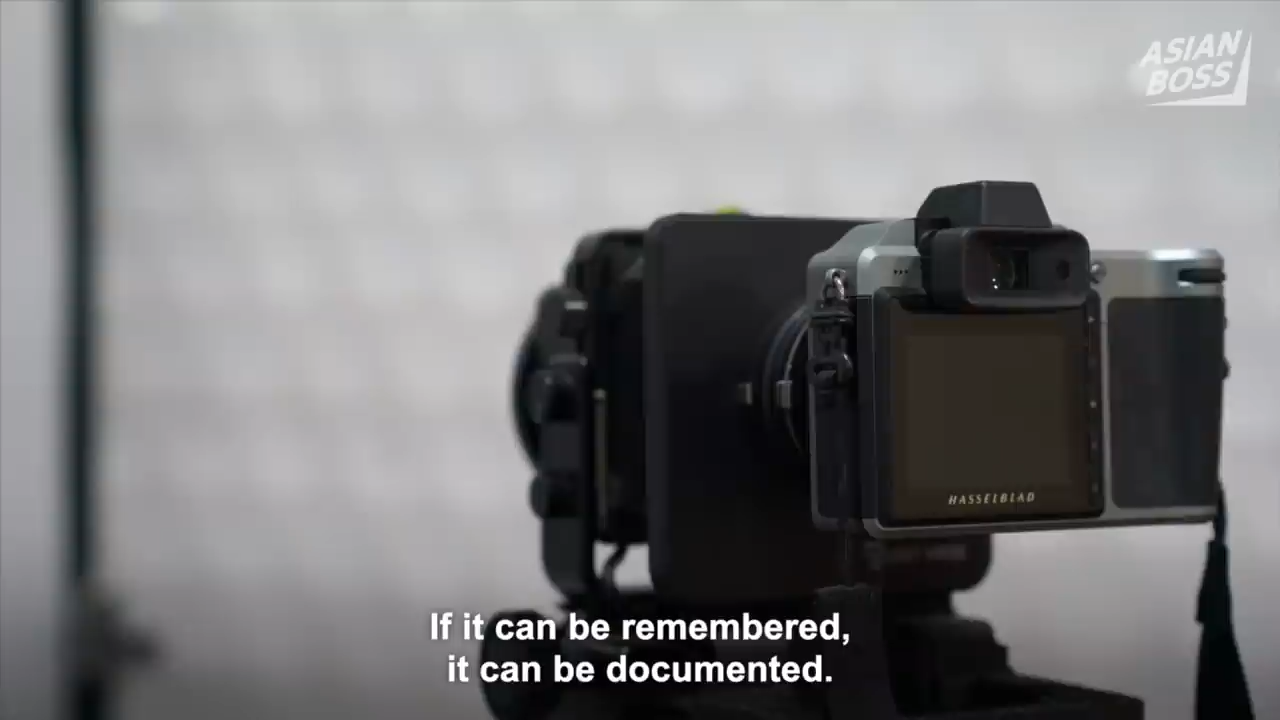 ASIAN
BOSS
HASSELBLAD
If it can be remembered,
it can be documented.